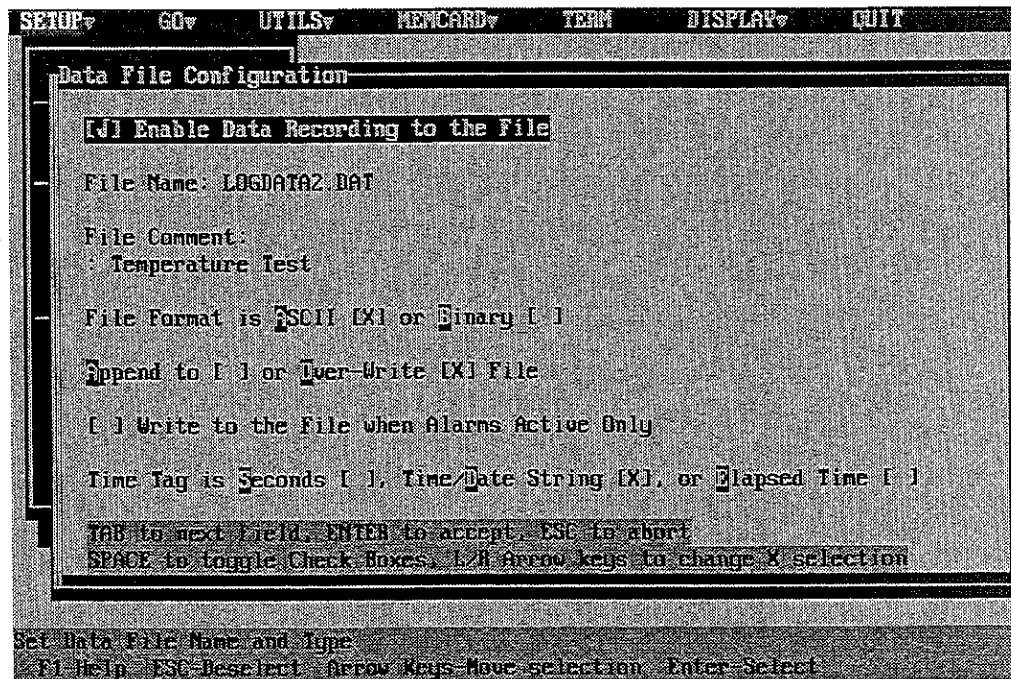 SETUP▿ GO▿ UTILS▿ MEMCARD▿ TERM DISPLAY▿ QUIT
Data File Configuration
[√] Enable Data Recording to the File
File Name: LOGDATA2.DAT
File Comment:
: Temperature Test
File Format is ASCII [X] or Binary [ ]
Append to [ ] or Over-Write [X] File
[ ] Write to the File when Alarms Active Only
Time Tag is Seconds [ ], Time/Date String [X], or Elapsed Time [ ]
TAB to next field, ENTER to accept, ESC to abort
SPACE to toggle Check Boxes, L/R Arrow keys to change X selection
Set Data File Name and Type
F1 Help ESC-Deselect Arrow Keys-Move selection Enter-Select